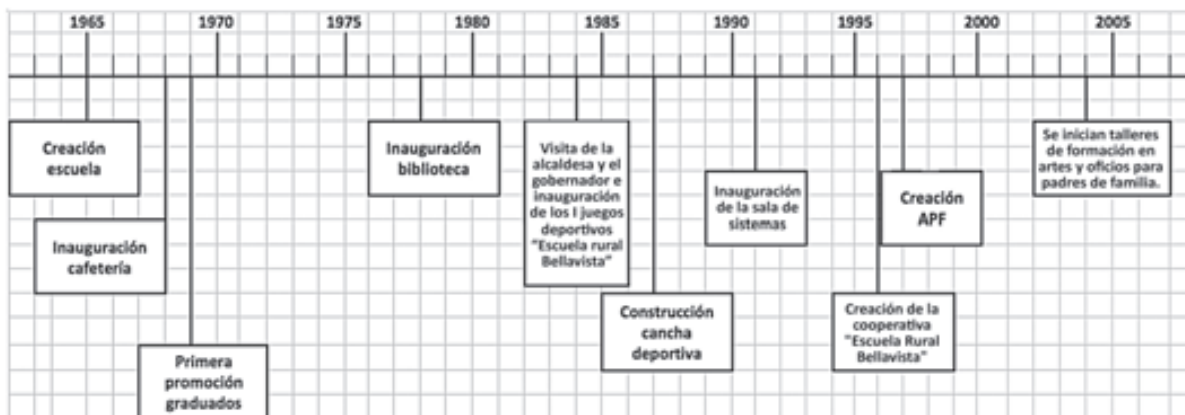 1965 1970 1975 1980 1985 1990 1995 2000 2005
Creación
escuela
Inauguración
cafetería
Primera
promoción
graduados
Inauguración
biblioteca
Visita de la
alcaldesa y el
gobernador e
inauguración
de los I juegos
deportivos
"Escuela rural
Bellavista"
Construcción
cancha
deportiva
Inauguración
de la sala de
sistemas
Creación de la
cooperativa
"Escuela Rural
Bellavista"
Creación
APF
Se inician talleres
de formación en
artes y oficios para
padres de familia.